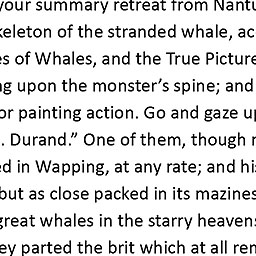 your summary retreat from Nantu
keleton of the stranded whale, ac
es of Whales, and the True Picture
ng upon the monster’s spine; and
or painting action. Go and gaze up
. Durand.” One of them, though r
ed in Wapping, at any rate; and his
but as close packed in its mazines
great whales in the starry heavens
ey parted the brit which at all ren